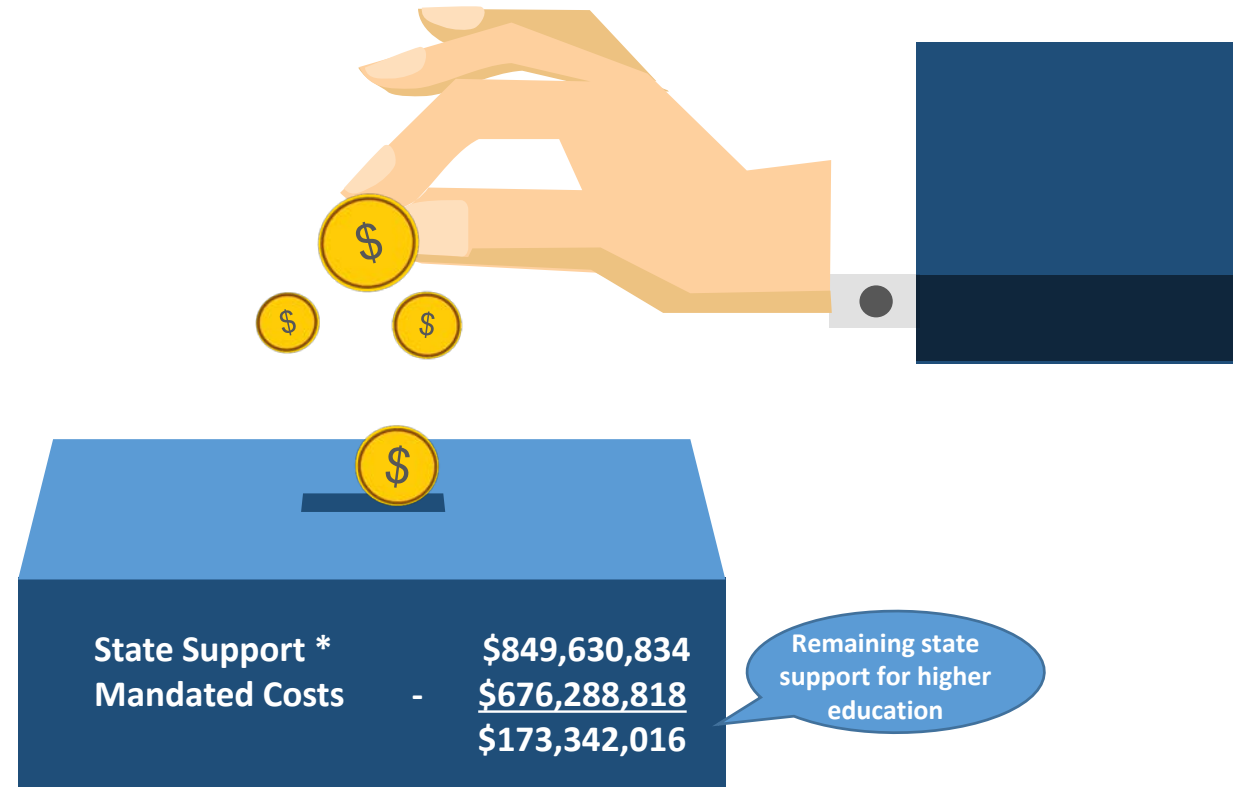 $
$
$
$
State Support * $849,630,834
Mandated Costs - $676,288,818
$173,342,016
Remaining state
support for higher
education